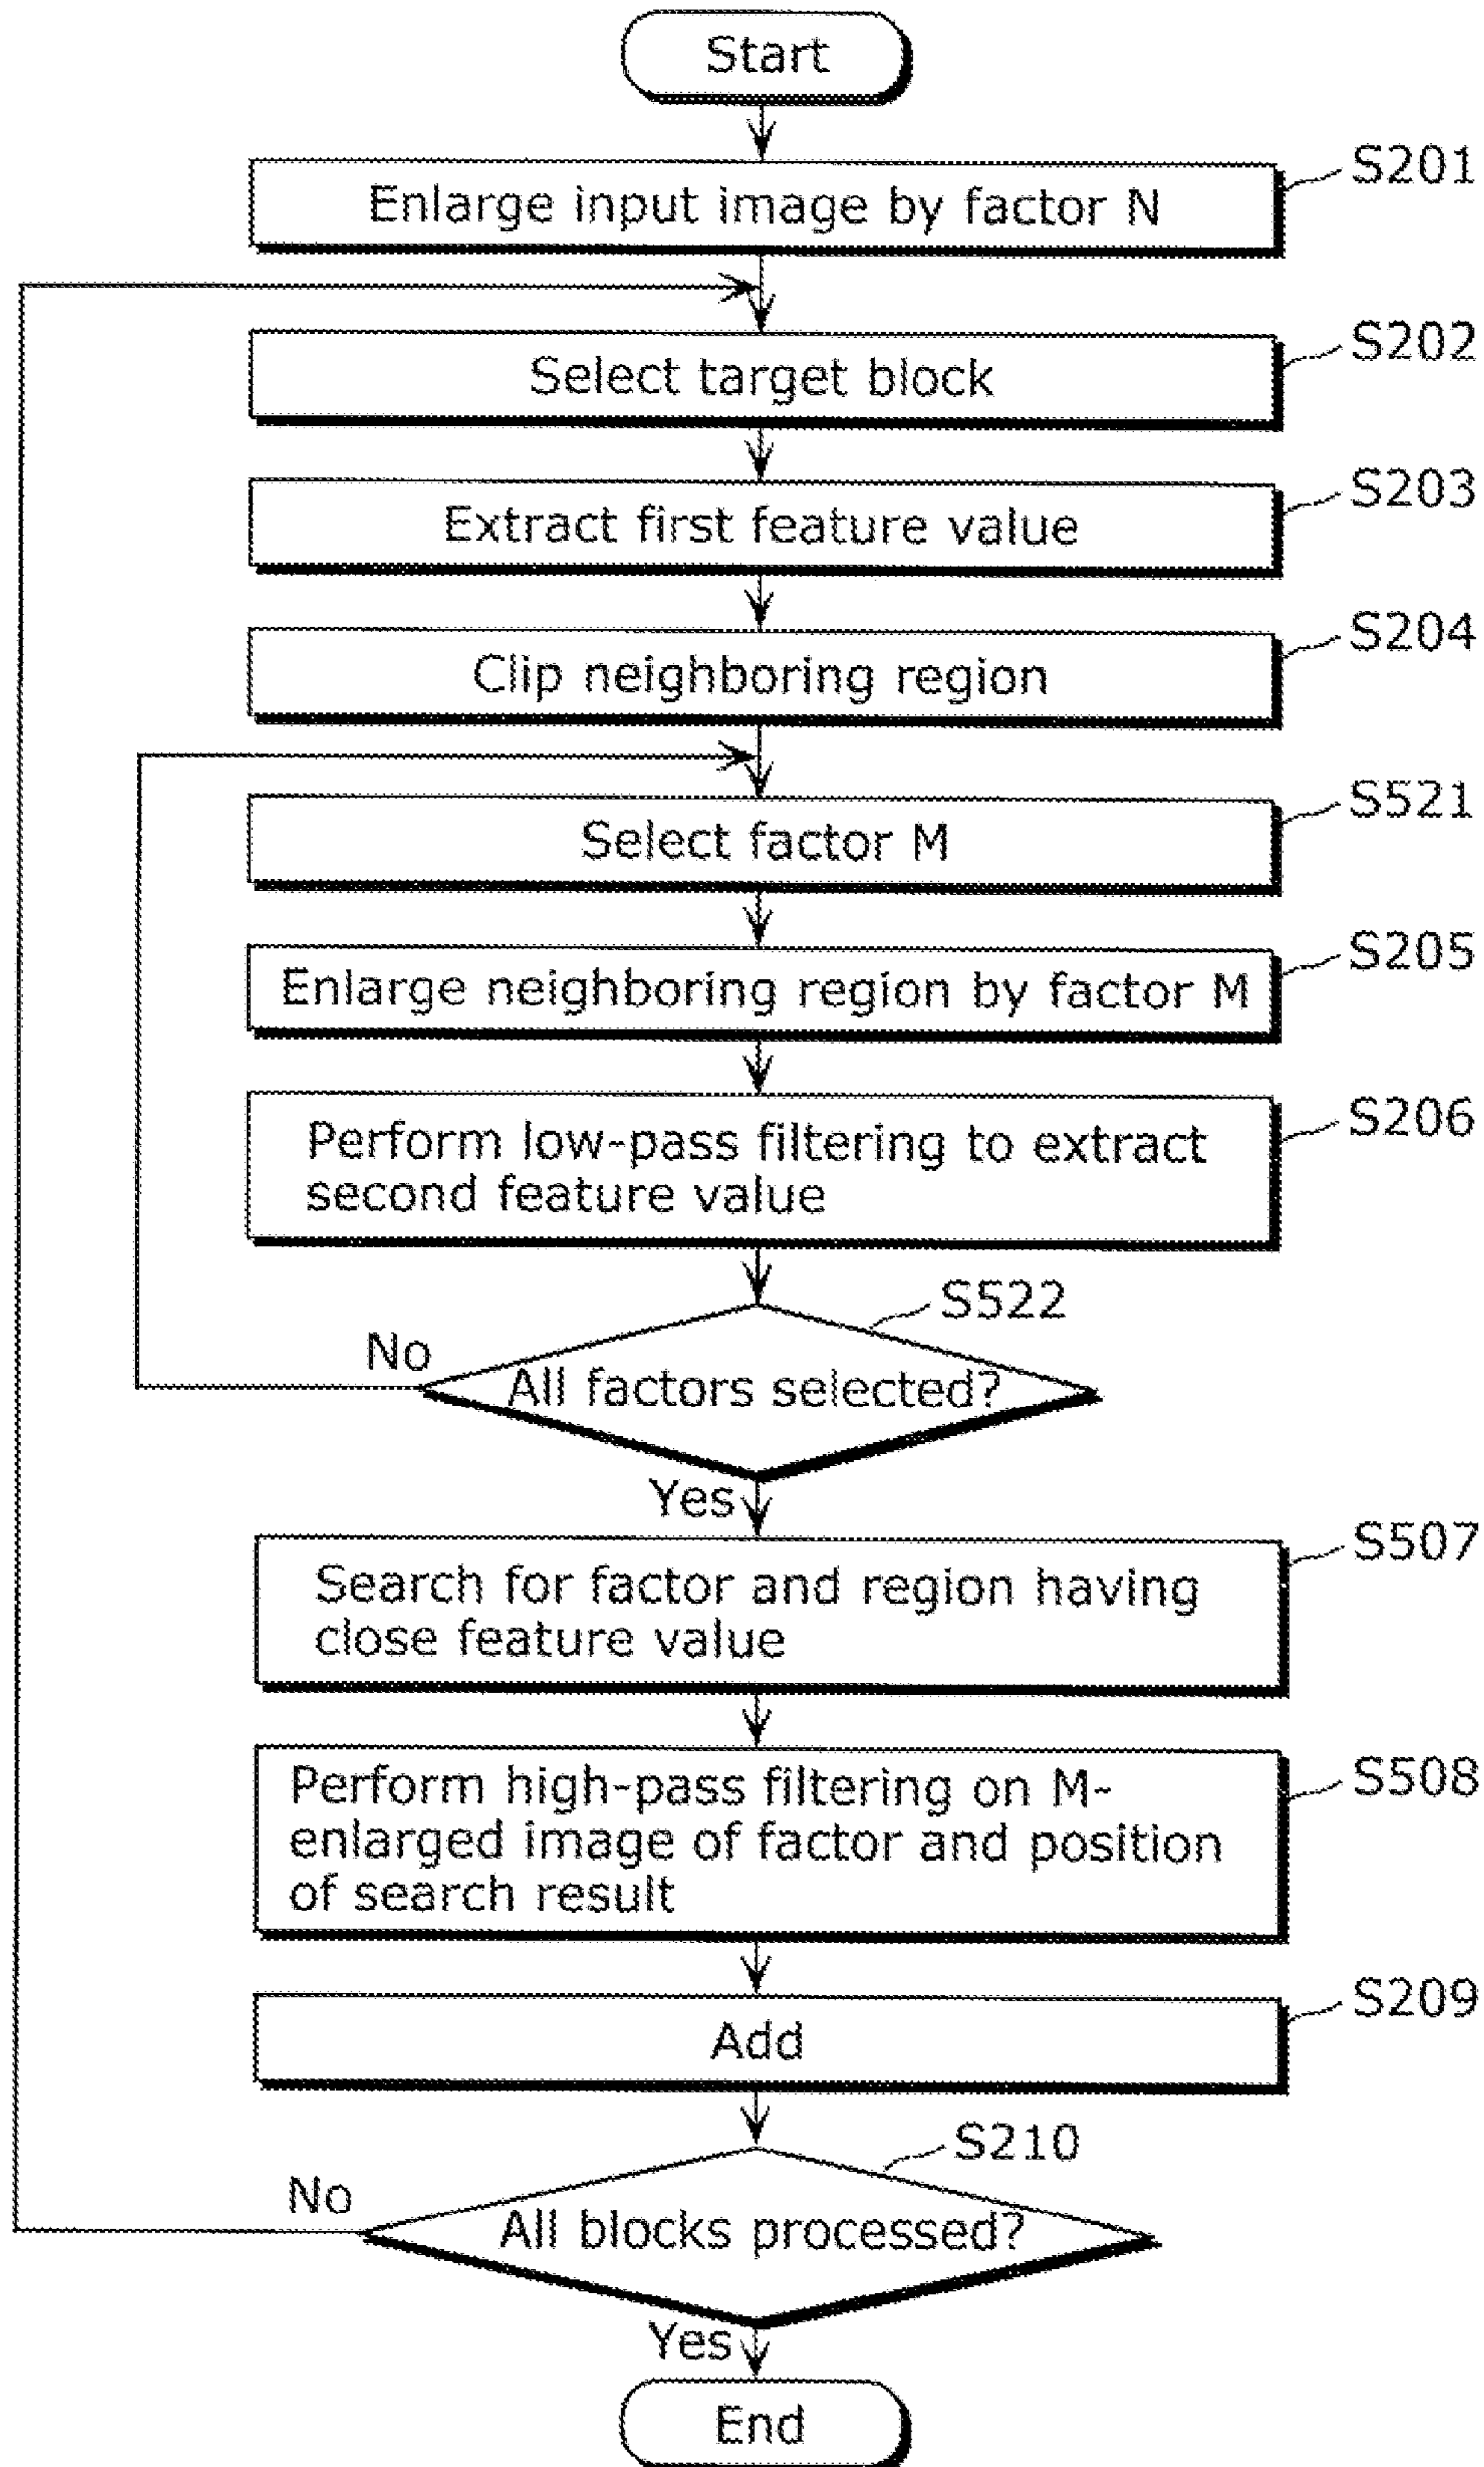 Start
S201
Enlarge input image by factor N
S202
Select target block
S203
Extract first feature value
S204
Clip neighboring region
S521
Select factor M
S205
Enlarge neighboring region by factor M
S206
Perform low-pass filtering to extract
second feature value
S522
No
All factors selected?
Yes
S507
Search for factor and region having
close feature value
S508
Perform high-pass filtering on M-
enlarged image of factor and position
of search result
S209
Add
S210
No
All blocks processed?
Yes
End